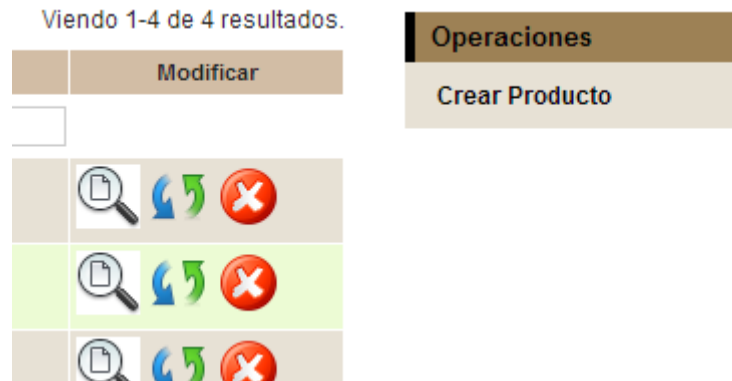 Viendo 1-4 de 4 resultados.
Modificar
Operaciones
Crear Producto